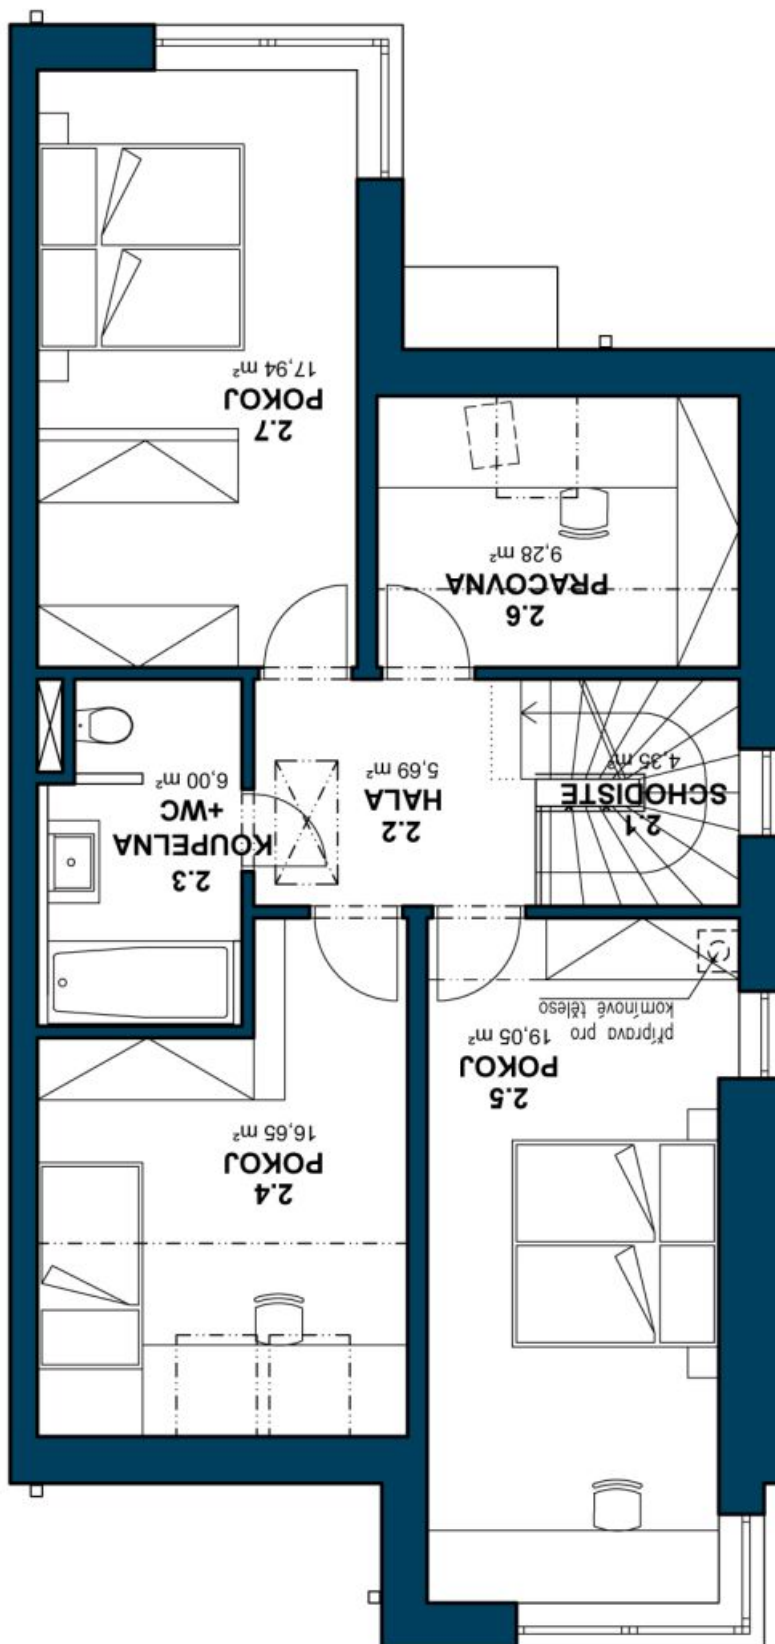 2.4
POKOJ
16,65 m²
2.5
POKOJ
19,05 m²
příprava pro
komínové těleso
2.3
KOUPELNA
+WC
6,00 m²
2.1
SCHODISTE
4,35 m²
2.2
HALA
5,69 m²
2.6
PRACOVNA
9,28 m²
2.7
POKOJ
17,94 m²